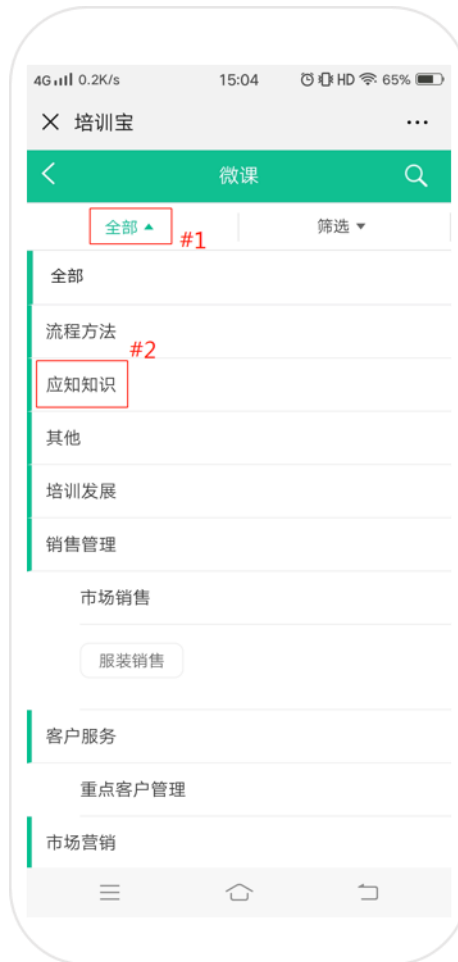 4G 0.2K/s 15:04 HD 65%
培训宝
微课
全部 筛选
#1
全部
流程方法
#2
应知知识
其他
培训发展
销售管理
市场销售
服装销售
客户服务
重点客户管理
市场营销